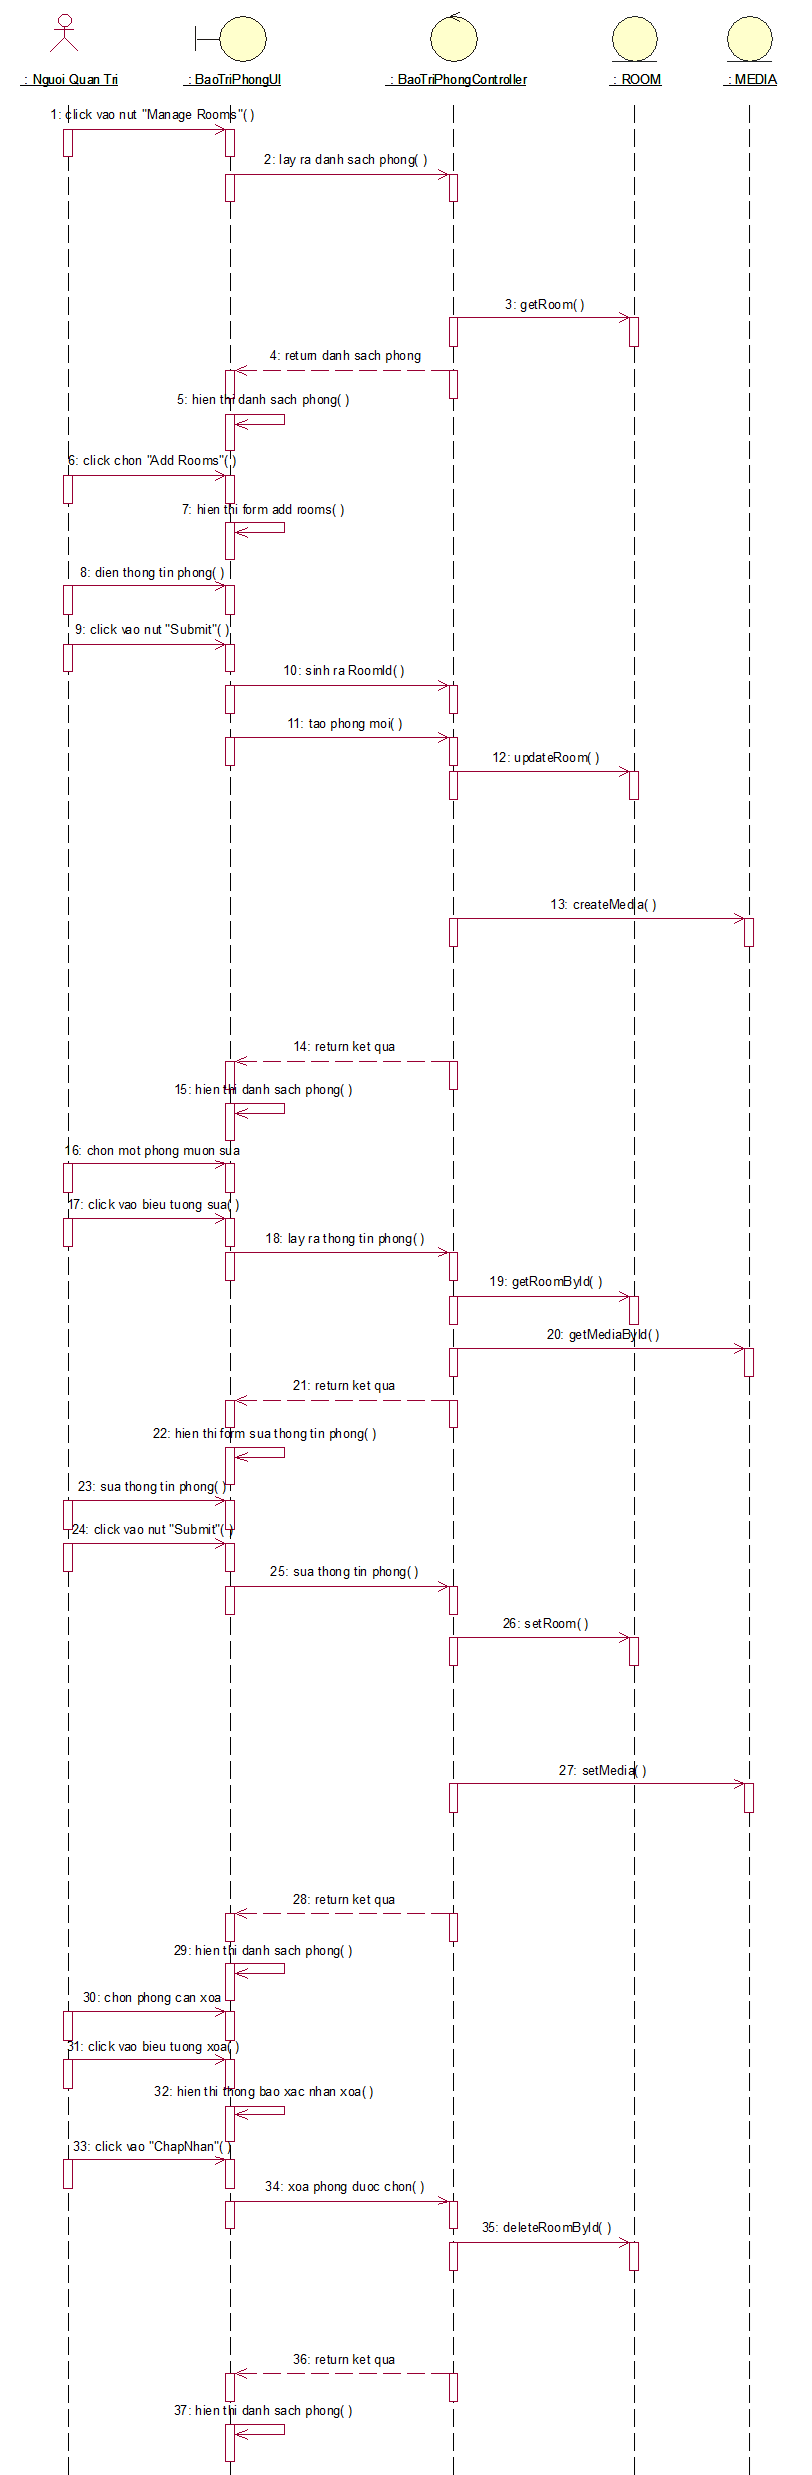 : Nguoi Quan Tri
: BaoTriPhongUI
: BaoTriPhongController
: ROOM
: MEDIA
1: click vao nut "Manage Rooms"( )
2: lay ra danh sach phong( )
3: getRoom( )
4: return danh sach phong
5: hien thi danh sach phong( )
6: click chon "Add Rooms"( )
7: hien thi form add rooms( )
8: dien thong tin phong( )
9: click vao nut "Submit"( )
10: sinh ra RoomId( )
11: tao phong moi( )
12: updateRoom( )
13: createMedia( )
14: return ket qua
15: hien thi danh sach phong( )
16: chon mot phong muon sua
17: click vao bieu tuong sua( )
18: lay ra thong tin phong( )
19: getRoomById( )
20: getMediaById( )
21: return ket qua
22: hien thi form sua thong tin phong( )
23: sua thong tin phong( )
24: click vao nut "Submit"( )
25: sua thong tin phong( )
26: setRoom( )
27: setMedia( )
28: return ket qua
29: hien thi danh sach phong( )
30: chon phong can xoa
31: click vao bieu tuong xoa( )
32: hien thi thong bao xac nhan xoa( )
33: click vao "ChapNhan"( )
34: xoa phong duoc chon( )
35: deleteRoomById( )
36: return ket qua
37: hien thi danh sach phong( )